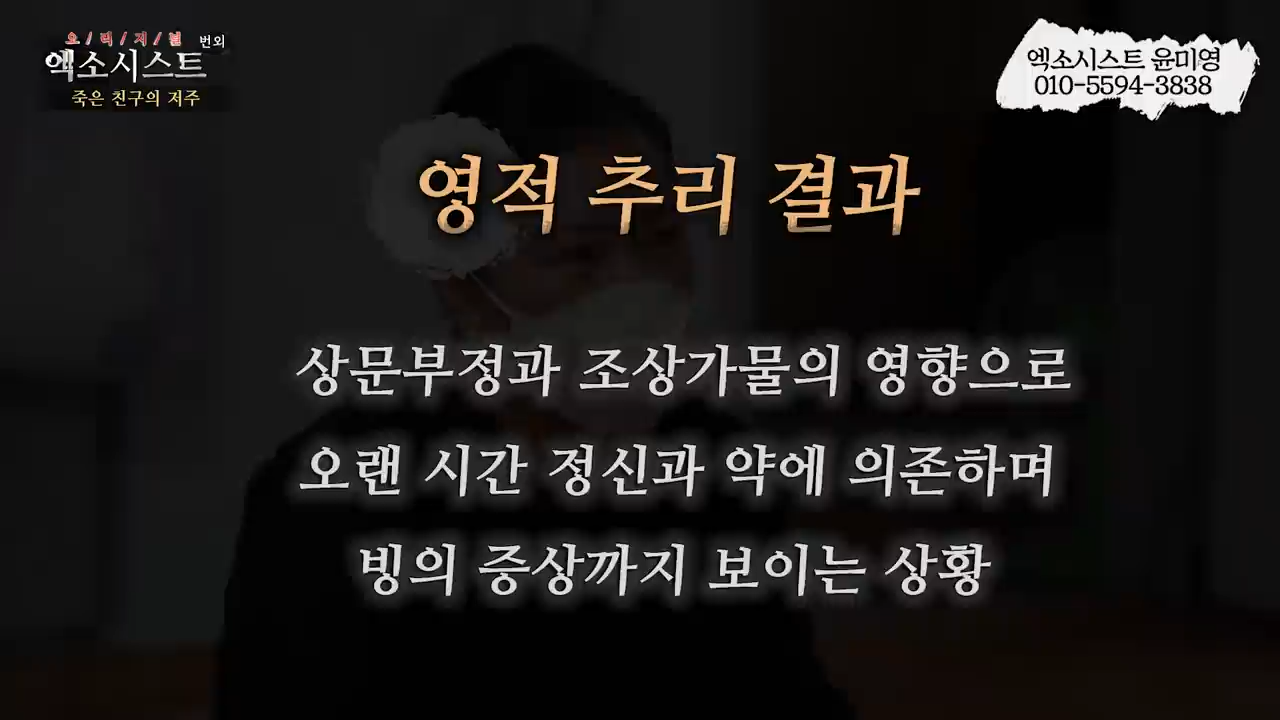 오/리/지/널 번외
엑소시스트
죽은 친구의 저주
엑소시스트 윤미영
010-5594-3838
영적 추리 결과
상문부정과 조상가물의 영향으로
오랜 시간 정신과 약에 의존하며
빙의 증상까지 보이는 상황